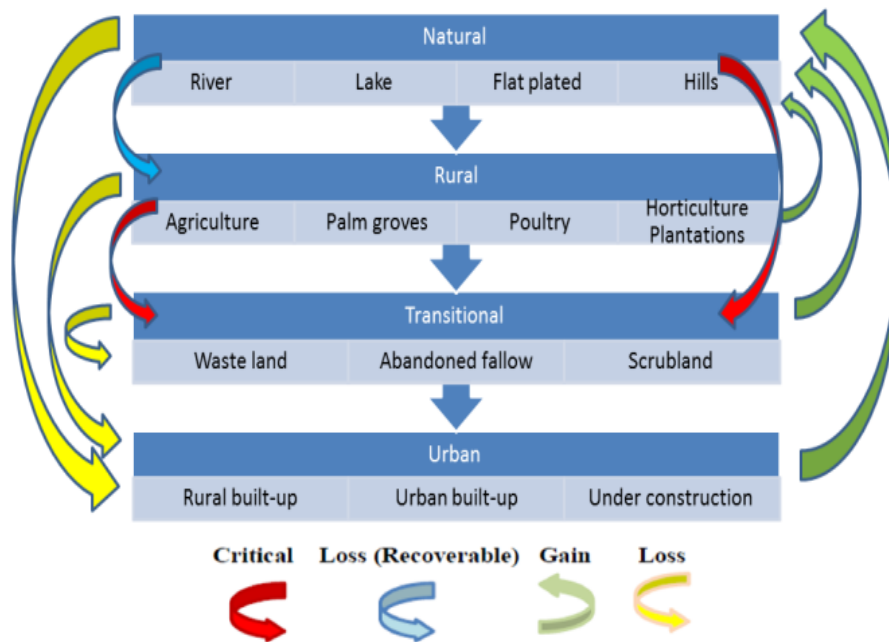 Natural
River Lake Flat plated Hills
Rural
Agriculture Palm groves Poultry Horticulture Plantations
Transitional
Waste land Abandoned fallow Scrubland
Urban
Rural built-up Urban built-up Under construction
Critical Loss (Recoverable) Gain Loss